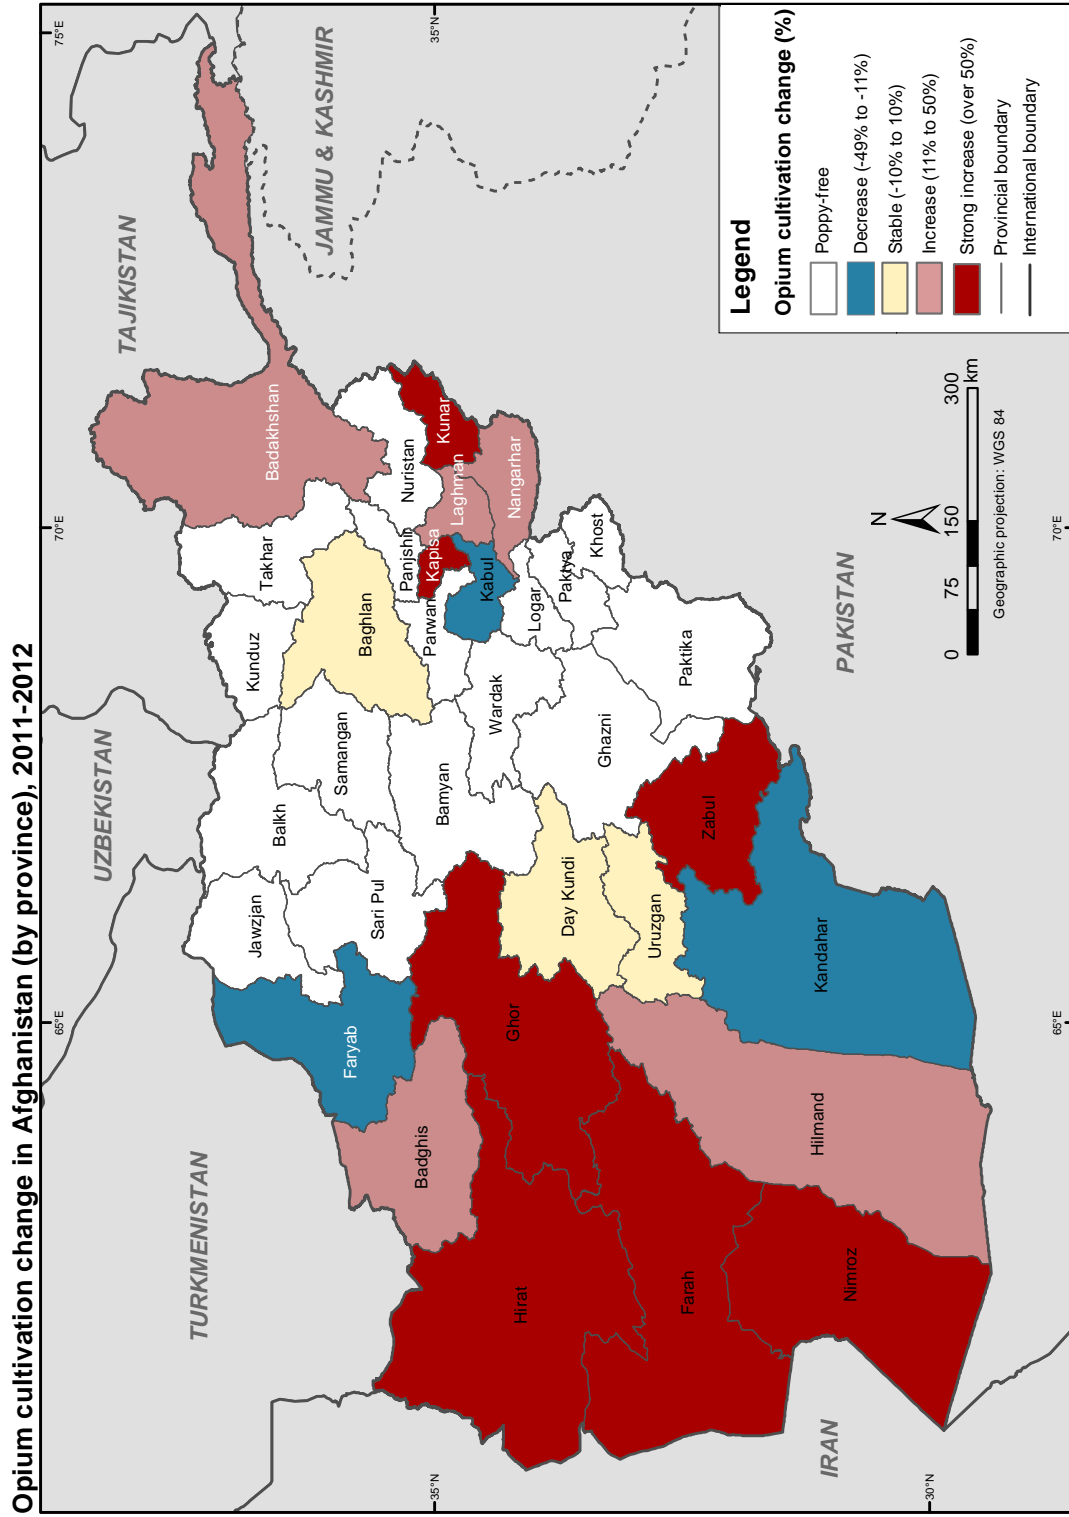 Opium cultivation change in Afghanistan (by province), 2011-2012
65°E
70°E
75°E
UZBEKISTAN
TAJIKISTAN
TURKMENISTAN
JAMMU & KASHMIR
Badakhshan
Jawzjan
Balkh
Kunduz
Takhar
Faryab
Sari Pul
Samangan
Baghlan
35°N
35°N
Badghis
Bamyan
Parwan
Panjshir
Nuristan
Kapisa
Laghman
Kunar
Kabul
Wardak
Nangarhar
Hirat
Ghor
Day Kundi
Logar
Paktya
Khost
Ghazni
Uruzgan
Paktika
Farah
Zabul
Hilmand
Kandahar
Nimroz
PAKISTAN
IRAN
30°N
65°E
70°E
N
0
75
150
300
km
Geographic projection: WGS 84
Legend
Opium cultivation change (%)
Poppy-free
Decrease (-49% to -11%)
Stable (-10% to 10%)
Increase (11% to 50%)
Strong increase (over 50%)
Provincial boundary
International boundary